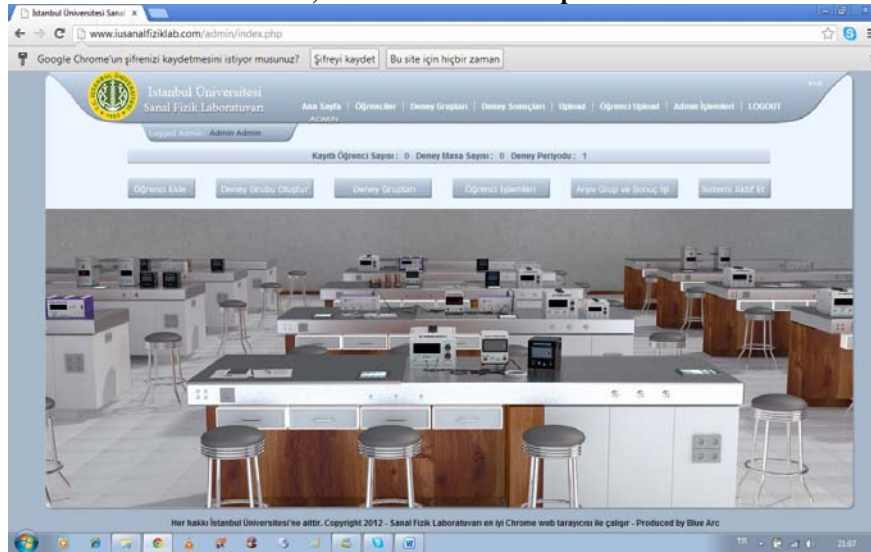 İstanbul Üniversitesi Sanal
www.iusanalfiziklab.com/admin/index.php
Google Chrome'un şifrenizi kaydetmesini istiyor musunuz? Şifreyi kaydet Bu site için hiçbir zaman
İstanbul Üniversitesi
Sanal Fizik Laboratuvarı
Ana Sayfa | Öğrenciler | Deney Grupları | Deney Sonuçları | Upload | Öğrenci Upload | Admin İşlemleri | LOGOUT
ADMIN
Logged Admin: Admin Admin
Kayıtlı Öğrenci Sayısı: 0 Deney Masa Sayısı: 0 Deney Periyodu: 1
Öğrenci Ekle Deney Grubu Oluştur Deney Grupları Öğrenci İşlemleri Arşiv Grup ve Sonuç İşl Sistemi Aktif Et
Her hakkı İstanbul Üniversitesi'ne aittir. Copyright 2012 - Sanal Fizik Laboratuvarı en iyi Chrome web tarayıcısı ile çalışır - Produced by Blue Arc
TR 21:07